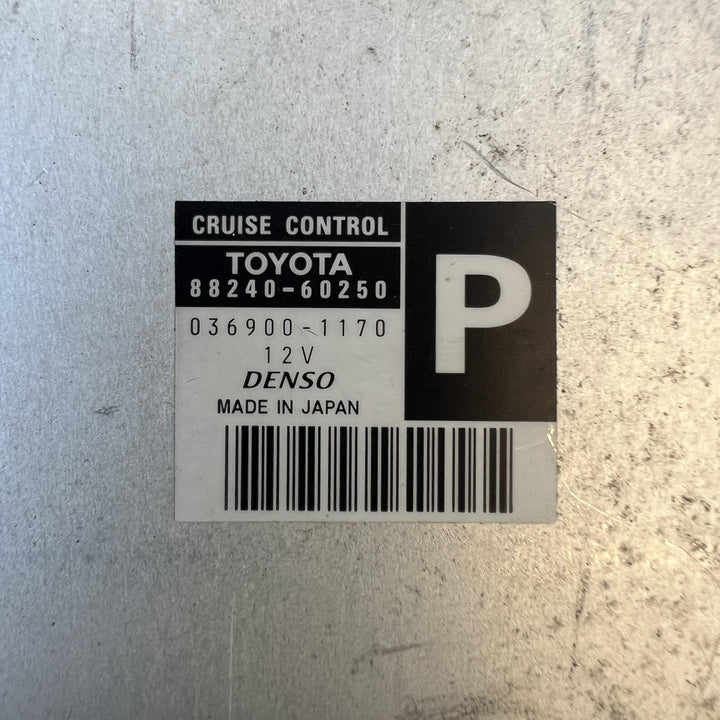 CRUISE CONTROL
TOYOTA
88240-60250
P
036900-1170
12V
DENSO
MADE IN JAPAN